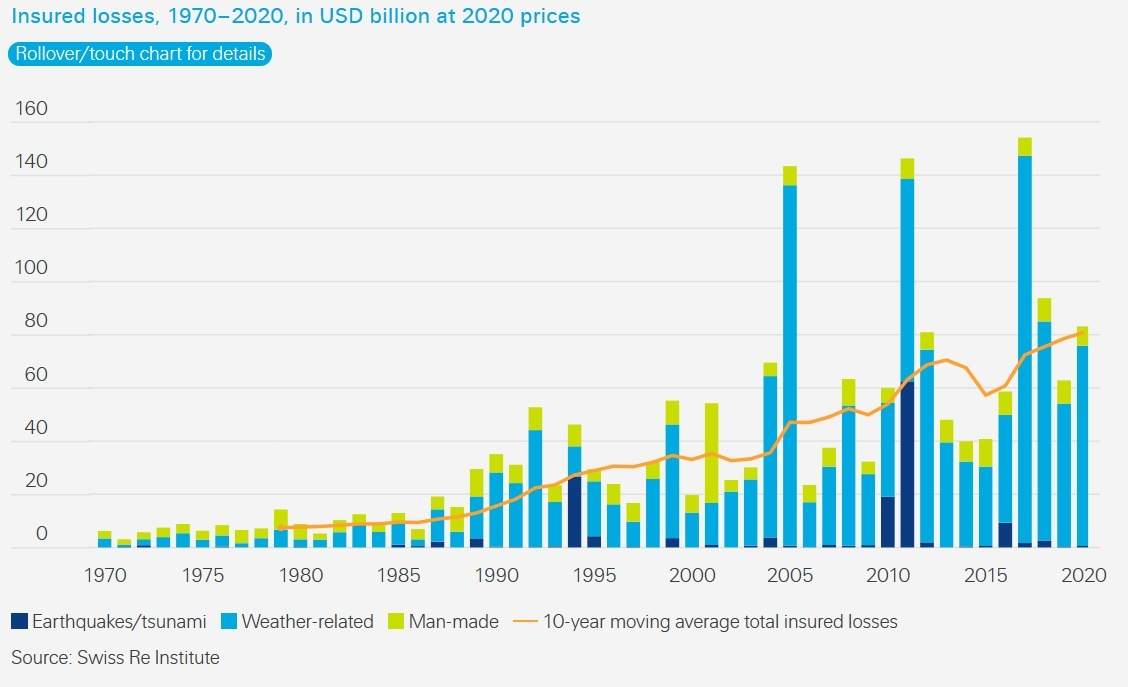 Insured losses, 1970–2020, in USD billion at 2020 prices
Rollover/touch chart for details
160
140
120
100
80
60
40
20
0
1970 1975 1980 1985 1990 1995 2000 2005 2010 2015 2020
Earthquakes/tsunami Weather-related Man-made 10-year moving average total insured losses
Source: Swiss Re Institute